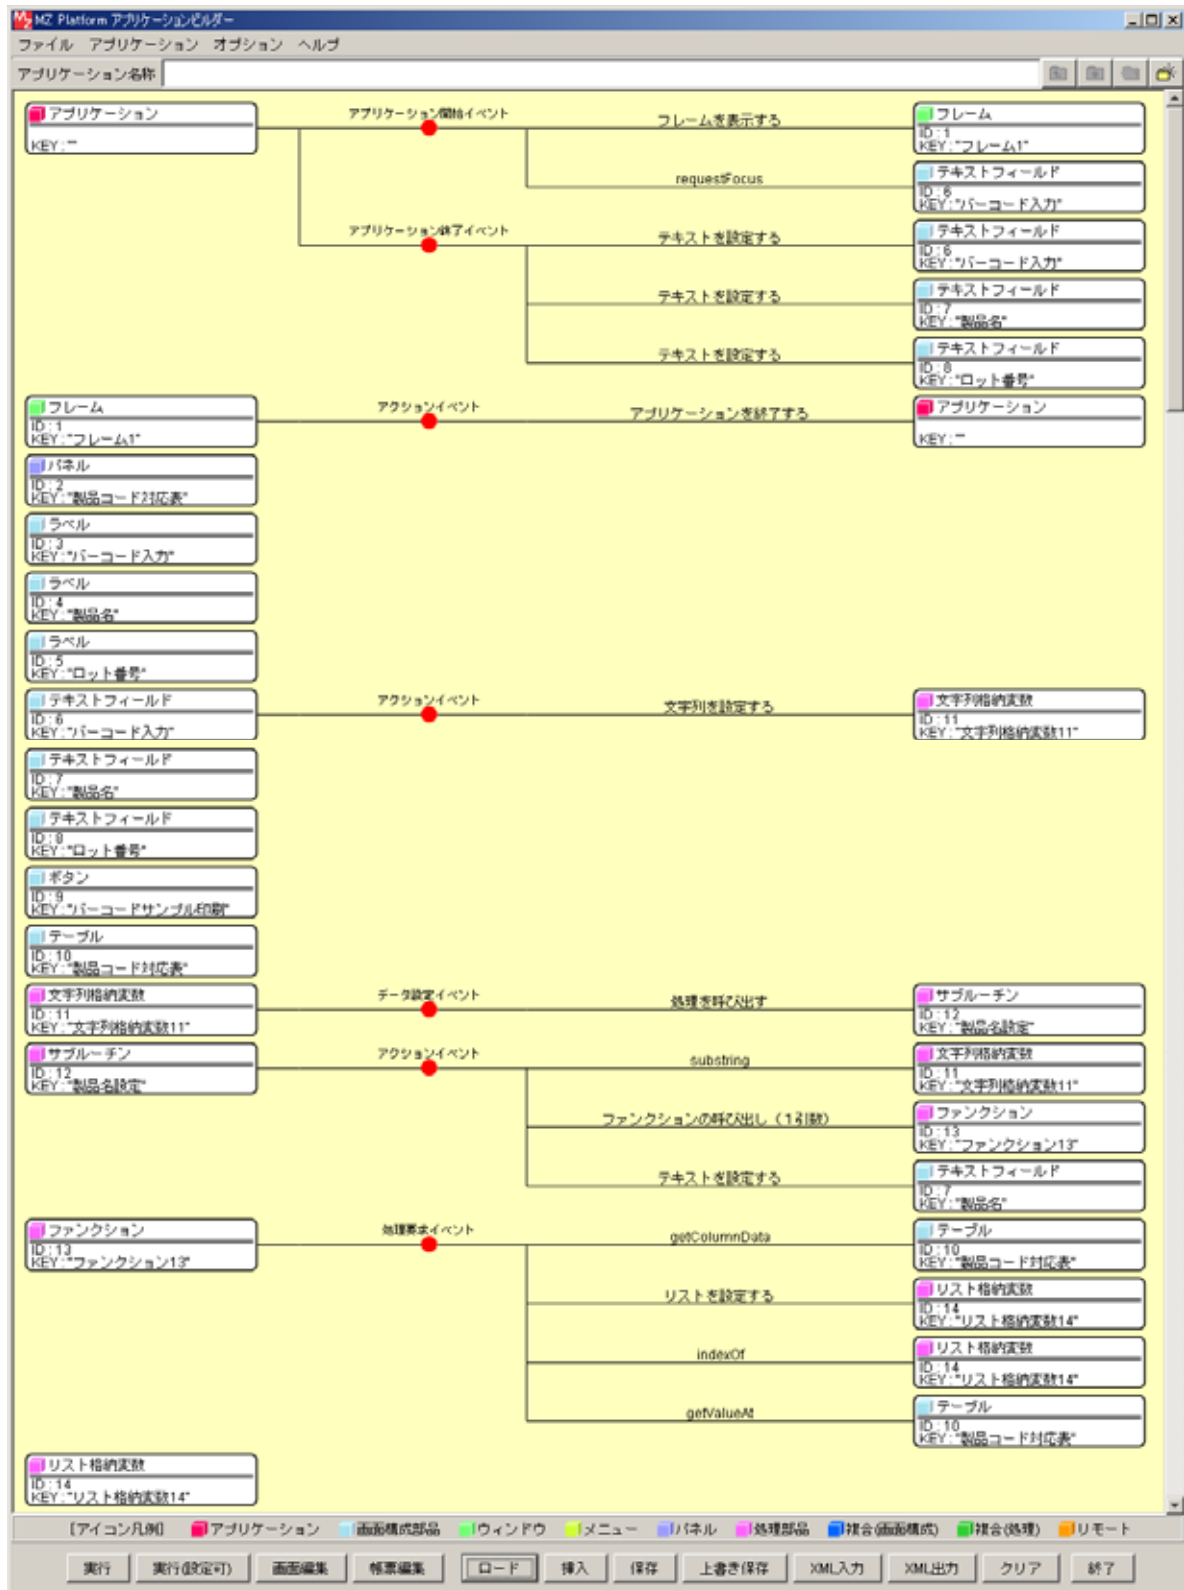 MZ Platform アプリケーションビルダー
ファイル アプリケーション オプション ヘルプ
アプリケーション名称
アプリケーション
KEY:""
アプリケーション開始イベント
フレームを表示する
フレーム
ID:1
KEY:"フレーム1"
requestFocus
テキストフィールド
ID:6
KEY:"バーコード入力"
アプリケーション終了イベント
テキストを設定する
テキストフィールド
ID:6
KEY:"バーコード入力"
テキストを設定する
テキストフィールド
ID:7
KEY:"製品名"
テキストを設定する
テキストフィールド
ID:8
KEY:"ロット番号"
フレーム
ID:1
KEY:"フレーム1"
アクションイベント
アプリケーションを終了する
アプリケーション
KEY:""
パネル
ID:2
KEY:"製品コード対応表"
ラベル
ID:3
KEY:"バーコード入力"
ラベル
ID:4
KEY:"製品名"
ラベル
ID:5
KEY:"ロット番号"
テキストフィールド
ID:6
KEY:"バーコード入力"
アクションイベント
文字列を設定する
文字列格納変数
ID:11
KEY:"文字列格納変数11"
テキストフィールド
ID:7
KEY:"製品名"
テキストフィールド
ID:8
KEY:"ロット番号"
ボタン
ID:9
KEY:"バーコードサンプル印刷"
テーブル
ID:10
KEY:"製品コード対応表"
文字列格納変数
ID:11
KEY:"文字列格納変数11"
データ設定イベント
処理を呼び出す
サブルーチン
ID:12
KEY:"製品名設定"
サブルーチン
ID:12
KEY:"製品名設定"
アクションイベント
substring
文字列格納変数
ID:11
KEY:"文字列格納変数11"
ファンクションの呼び出し(1引数)
ファンクション
ID:13
KEY:"ファンクション13"
テキストを設定する
テキストフィールド
ID:7
KEY:"製品名"
ファンクション
ID:13
KEY:"ファンクション13"
処理要求イベント
getColumnData
テーブル
ID:10
KEY:"製品コード対応表"
リストを設定する
リスト格納変数
ID:14
KEY:"リスト格納変数14"
indexOf
リスト格納変数
ID:14
KEY:"リスト格納変数14"
getValueAt
テーブル
ID:10
KEY:"製品コード対応表"
リスト格納変数
ID:14
KEY:"リスト格納変数14"
[アイコン凡例] アプリケーション 画面構成部品 ウィンドウ メニュー パネル 処理部品 複合(画面構成) 複合(処理) リモート
実行 実行(設定可) 画面編集 帳票編集 ロード 挿入 保存 上書き保存 XML入力 XML出力 クリア 終了